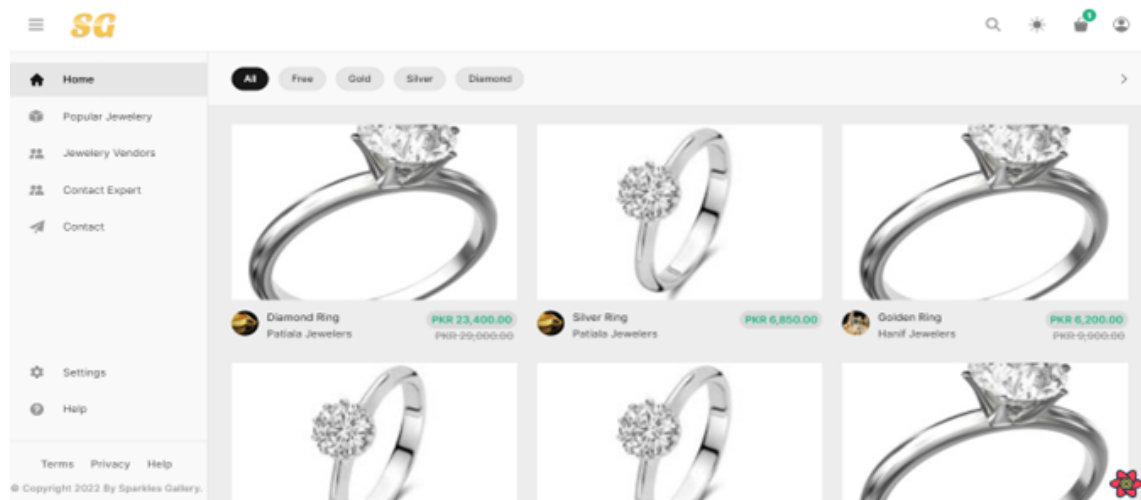 SG
1
Home
Popular Jewelery
Jewelery Vendors
Contact Expert
Contact
Settings
Help
Terms Privacy Help
© Copyright 2022 By Sparkles Gallery.
All Free Gold Silver Diamond
Diamond Ring PKR 23,400.00
Patiala Jewelers PKR 29,000.00
Silver Ring PKR 6,850.00
Patiala Jewelers
Golden Ring PKR 6,200.00
Hanif Jewelers PKR 9,900.00